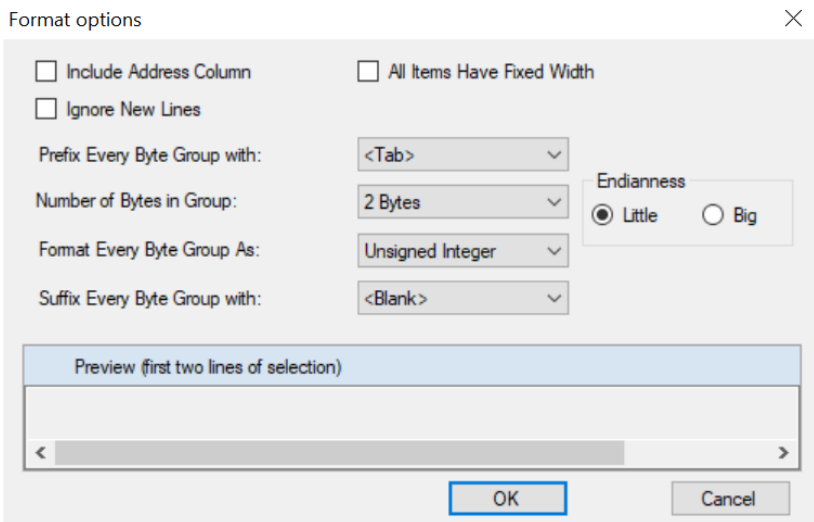 Format options
Include Address Column
All Items Have Fixed Width
Ignore New Lines
Prefix Every Byte Group with:
<Tab>
Number of Bytes in Group:
2 Bytes
Endianness
Little
Big
Format Every Byte Group As:
Unsigned Integer
Suffix Every Byte Group with:
<Blank>
Preview (first two lines of selection)
OK
Cancel